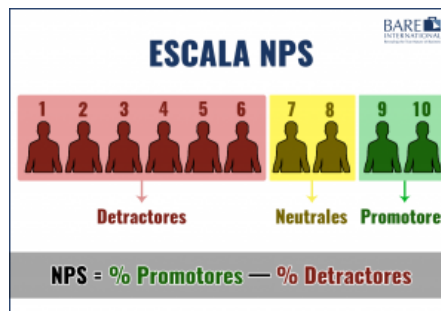 BARE
INTERNATIONAL
ESCALA NPS
1 2 3 4 5 6 7 8 9 10
Detractores Neutrales Promotore
NPS = % Promotores — % Detractores